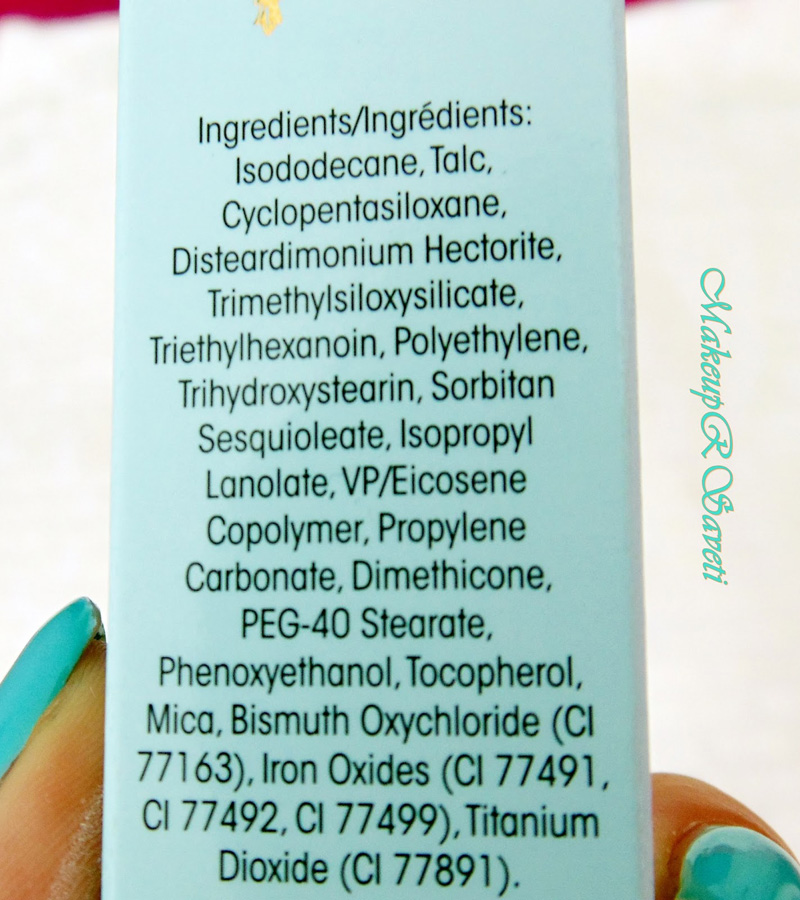 Ingredients/Ingrédients:
Isododecane, Talc,
Cyclopentasiloxane,
Disteardimonium Hectorite,
Trimethylsiloxysilicate,
Triethylhexanoin, Polyethylene,
Trihydroxystearin, Sorbitan
Sesquioleate, Isopropyl
Lanolate, VP/Eicosene
Copolymer, Propylene
Carbonate, Dimethicone,
PEG-40 Stearate,
Phenoxyethanol, Tocopherol,
Mica, Bismuth Oxychloride (CI
77163), Iron Oxides (CI 77491,
CI 77492, CI 77499), Titanium
Dioxide (CI 77891).
MakeupR Saveti